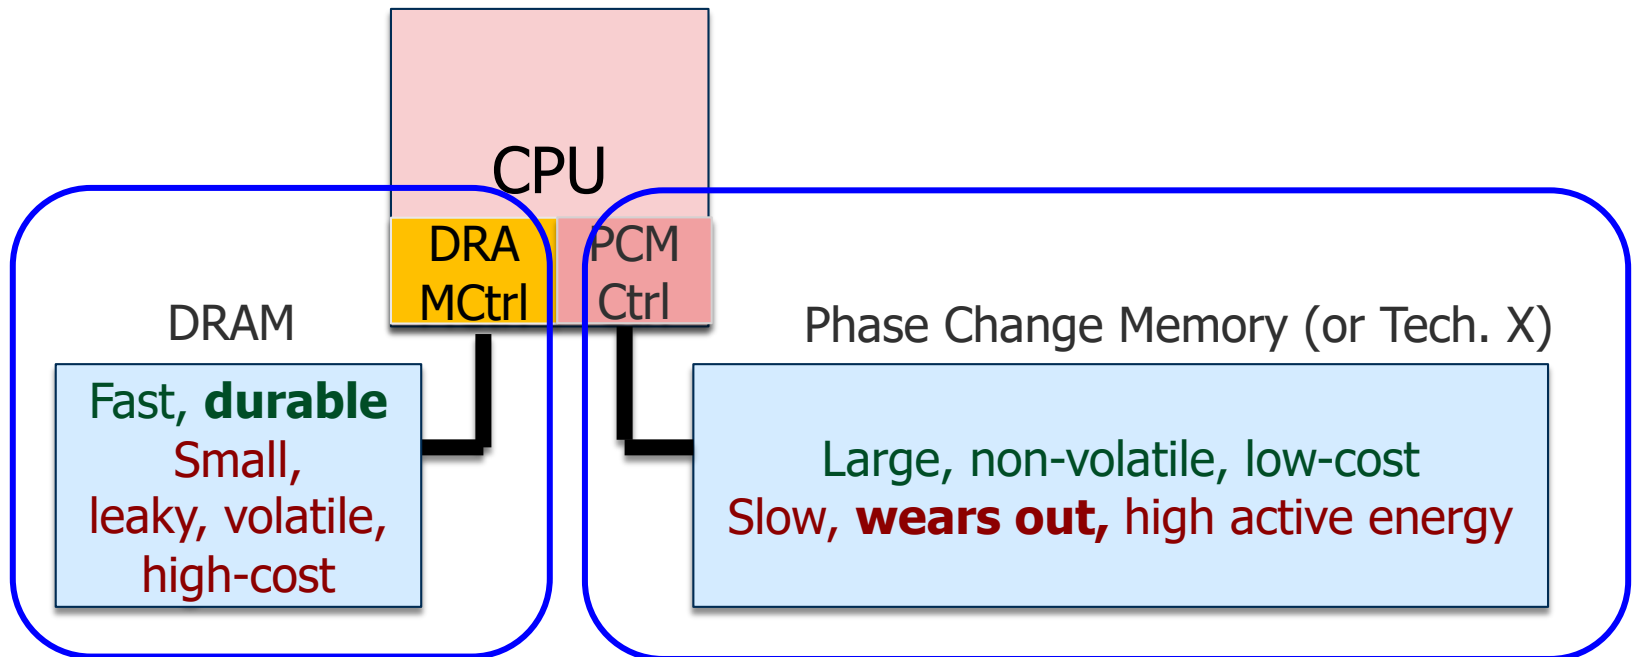 CPU
DRA
MCtrl
PCM
Ctrl
DRAM
Fast, durable
Small,
leaky, volatile,
high-cost
Phase Change Memory (or Tech. X)
Large, non-volatile, low-cost
Slow, wears out, high active energy